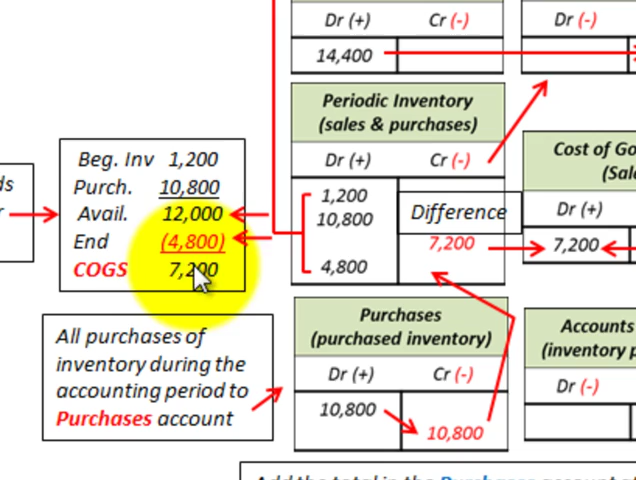 Dr (+) Cr (-)
14,400
Dr (-)
Periodic Inventory
(sales & purchases)
Dr (+) Cr (-)
1,200
10,800
Difference
7,200
4,800
Cost of Go
(Sal
Dr (+)
7,200
Beg. Inv 1,200
Purch. 10,800
Avail. 12,000
End (4,800)
COGS 7,200
Purchases
(purchased inventory)
Dr (+) Cr (-)
10,800
10,800
Accounts
(inventory p
Dr (-)
All purchases of
inventory during the
accounting period to
Purchases account